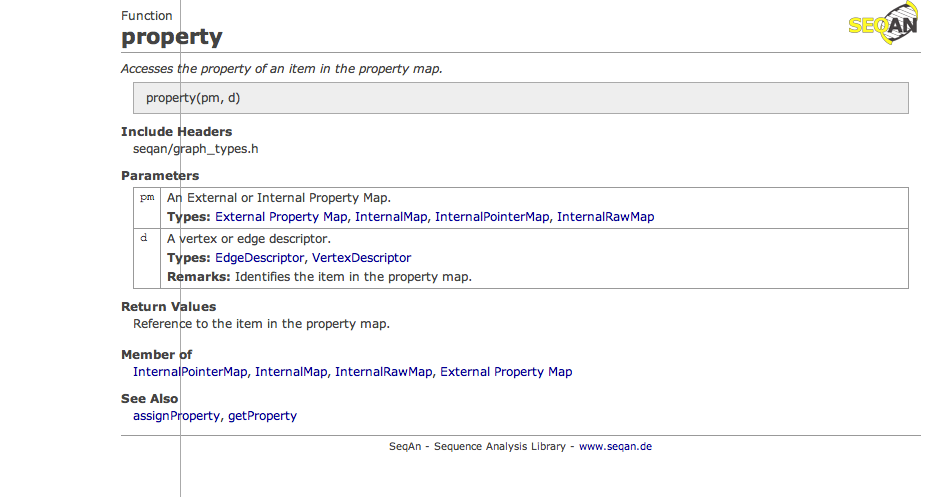 Function
SEQAN
property
Accesses the property of an item in the property map.
property(pm, d)
Include Headers
seqan/graph_types.h
Parameters
pm An External or Internal Property Map.
Types: External Property Map, InternalMap, InternalPointerMap, InternalRawMap
d A vertex or edge descriptor.
Types: EdgeDescriptor, VertexDescriptor
Remarks: Identifies the item in the property map.
Return Values
Reference to the item in the property map.
Member of
InternalPointerMap, InternalMap, InternalRawMap, External Property Map
See Also
assignProperty, getProperty
SeqAn - Sequence Analysis Library - www.seqan.de